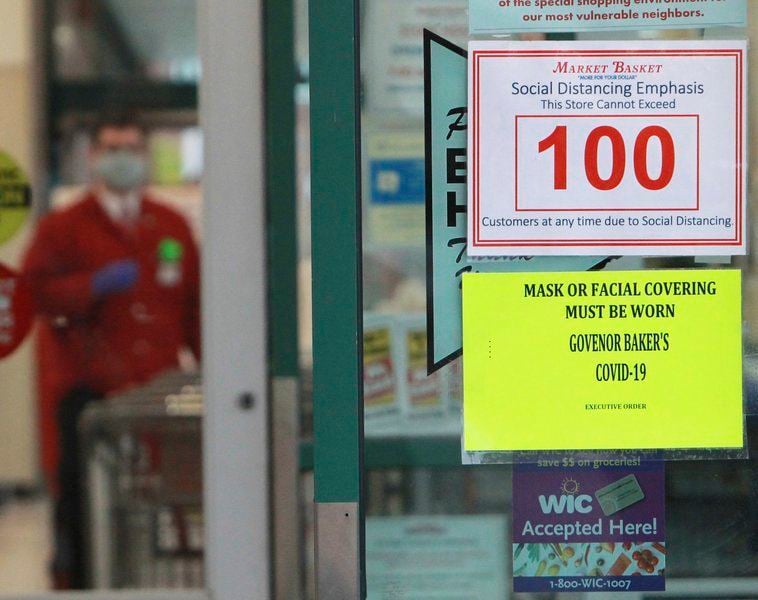 of the special shopping environment for
our most vulnerable neighbors.
MARKET BASKET
"MORE FOR YOUR DOLLAR"
Social Distancing Emphasis
This Store Cannot Exceed
100
Customers at any time due to Social Distancing.
MASK OR FACIAL COVERING
MUST BE WORN
GOVENOR BAKER'S
COVID-19
EXECUTIVE ORDER
save $$ on groceries!
WIC
Accepted Here!
1-800-WIC-1007